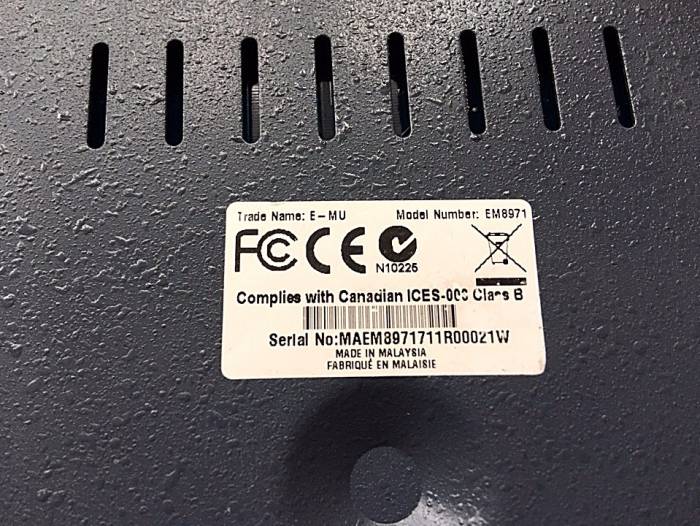 Trade Name: E-MU Model Number: EM8971
FC CE N10225
Complies with Canadian ICES-003 Class B
Serial No:MAEM8971711R00021W
MADE IN MALAYSIA
FABRIQUÉ EN MALAISIE